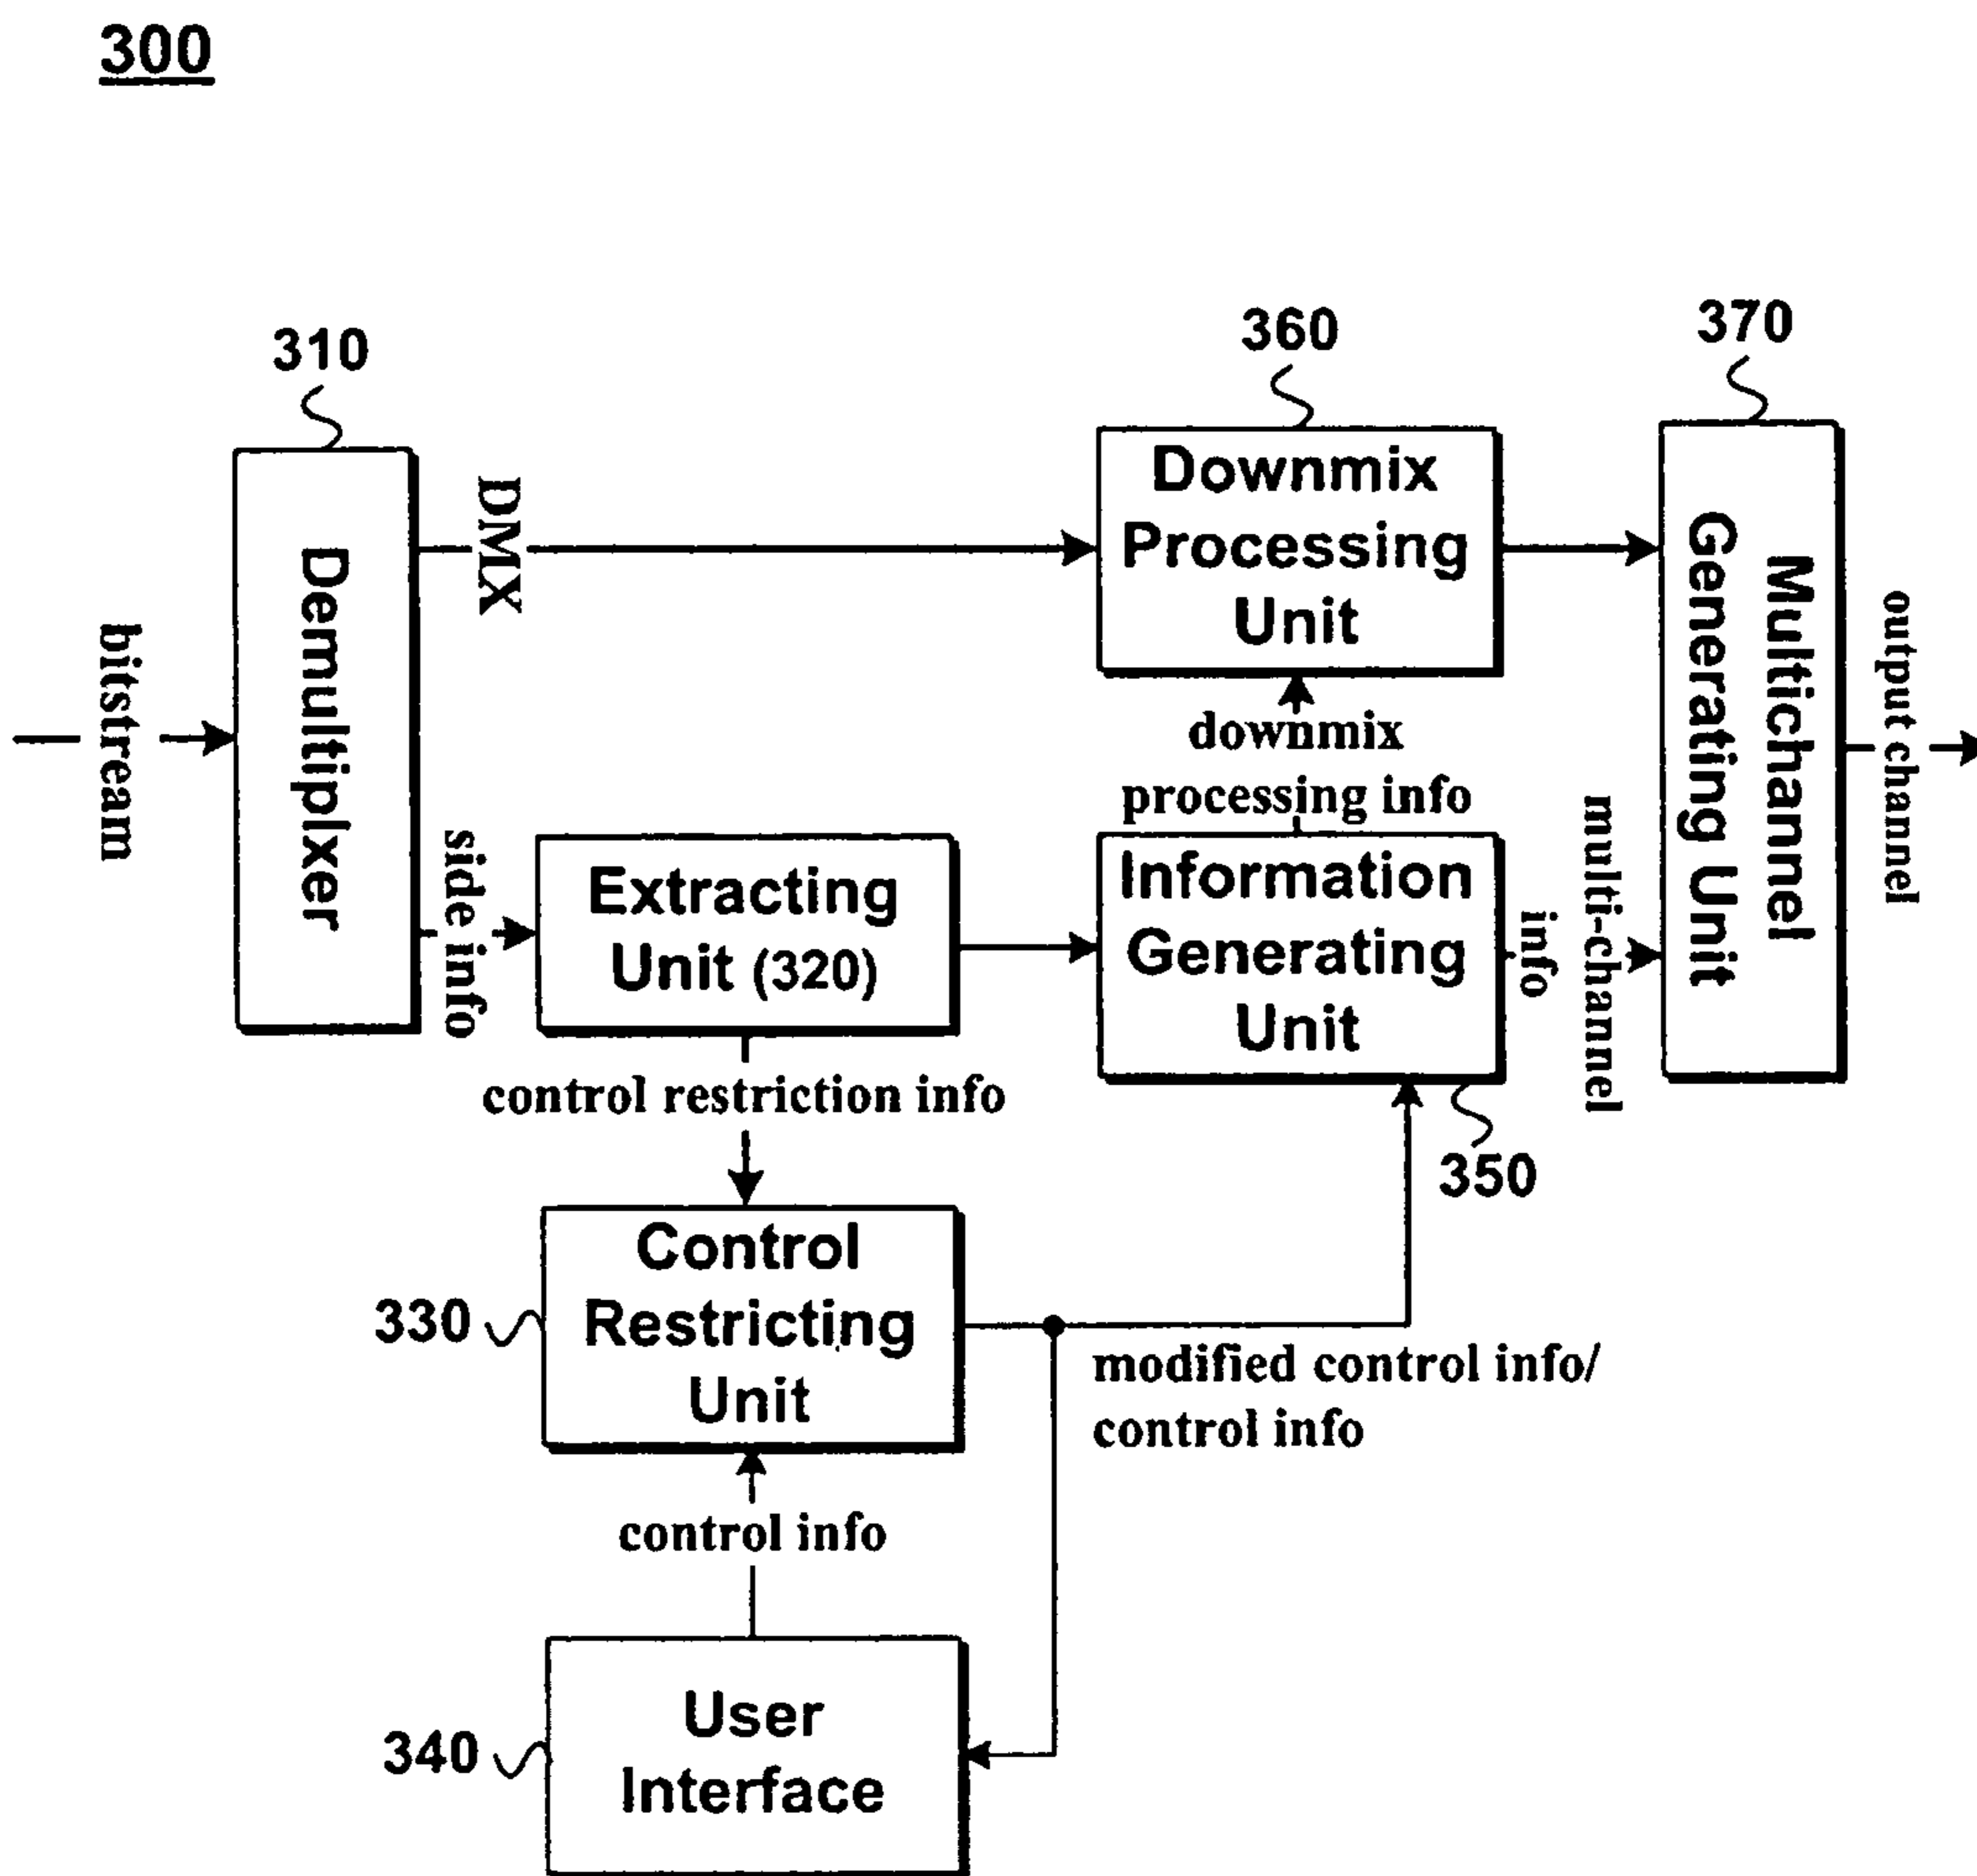 300
310
360
370
Demultiplxer
DMX
Downmix
Processing
Unit
Multichannel
Generating Unit
bitstream
output channel
downmix
processing info
side info
Extracting
Unit (320)
Information
Generating
Unit
multi-channel
info
control restriction info
350
Control
Restricting
Unit
330
modified control info/
control info
control info
User
Interface
340